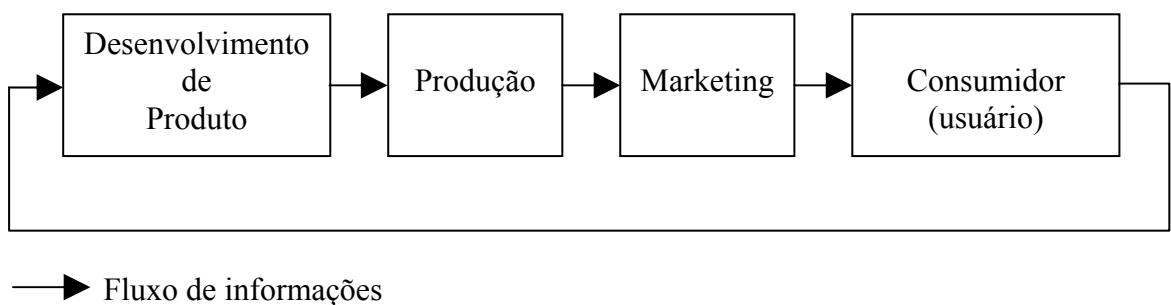 Desenvolvimento
de
Produto
Produção
Marketing
Consumidor
(usuário)
Fluxo de informações